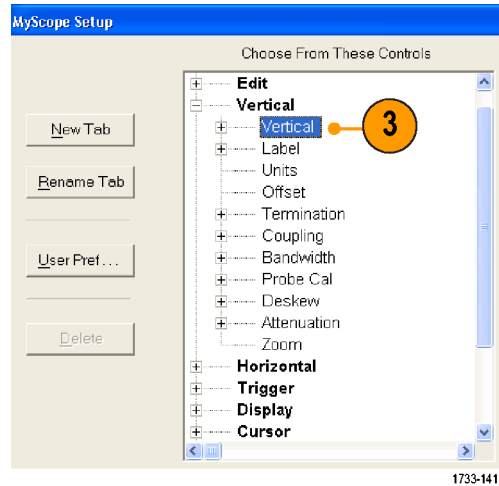 MyScope Setup
Choose From These Controls
Edit
Vertical
New Tab
Vertical
3
Label
Units
Rename Tab
Offset
Termination
Coupling
User Pref...
Bandwidth
Probe Cal
Deskew
Attenuation
Delete
Zoom
Horizontal
Trigger
Display
Cursor
1733-141